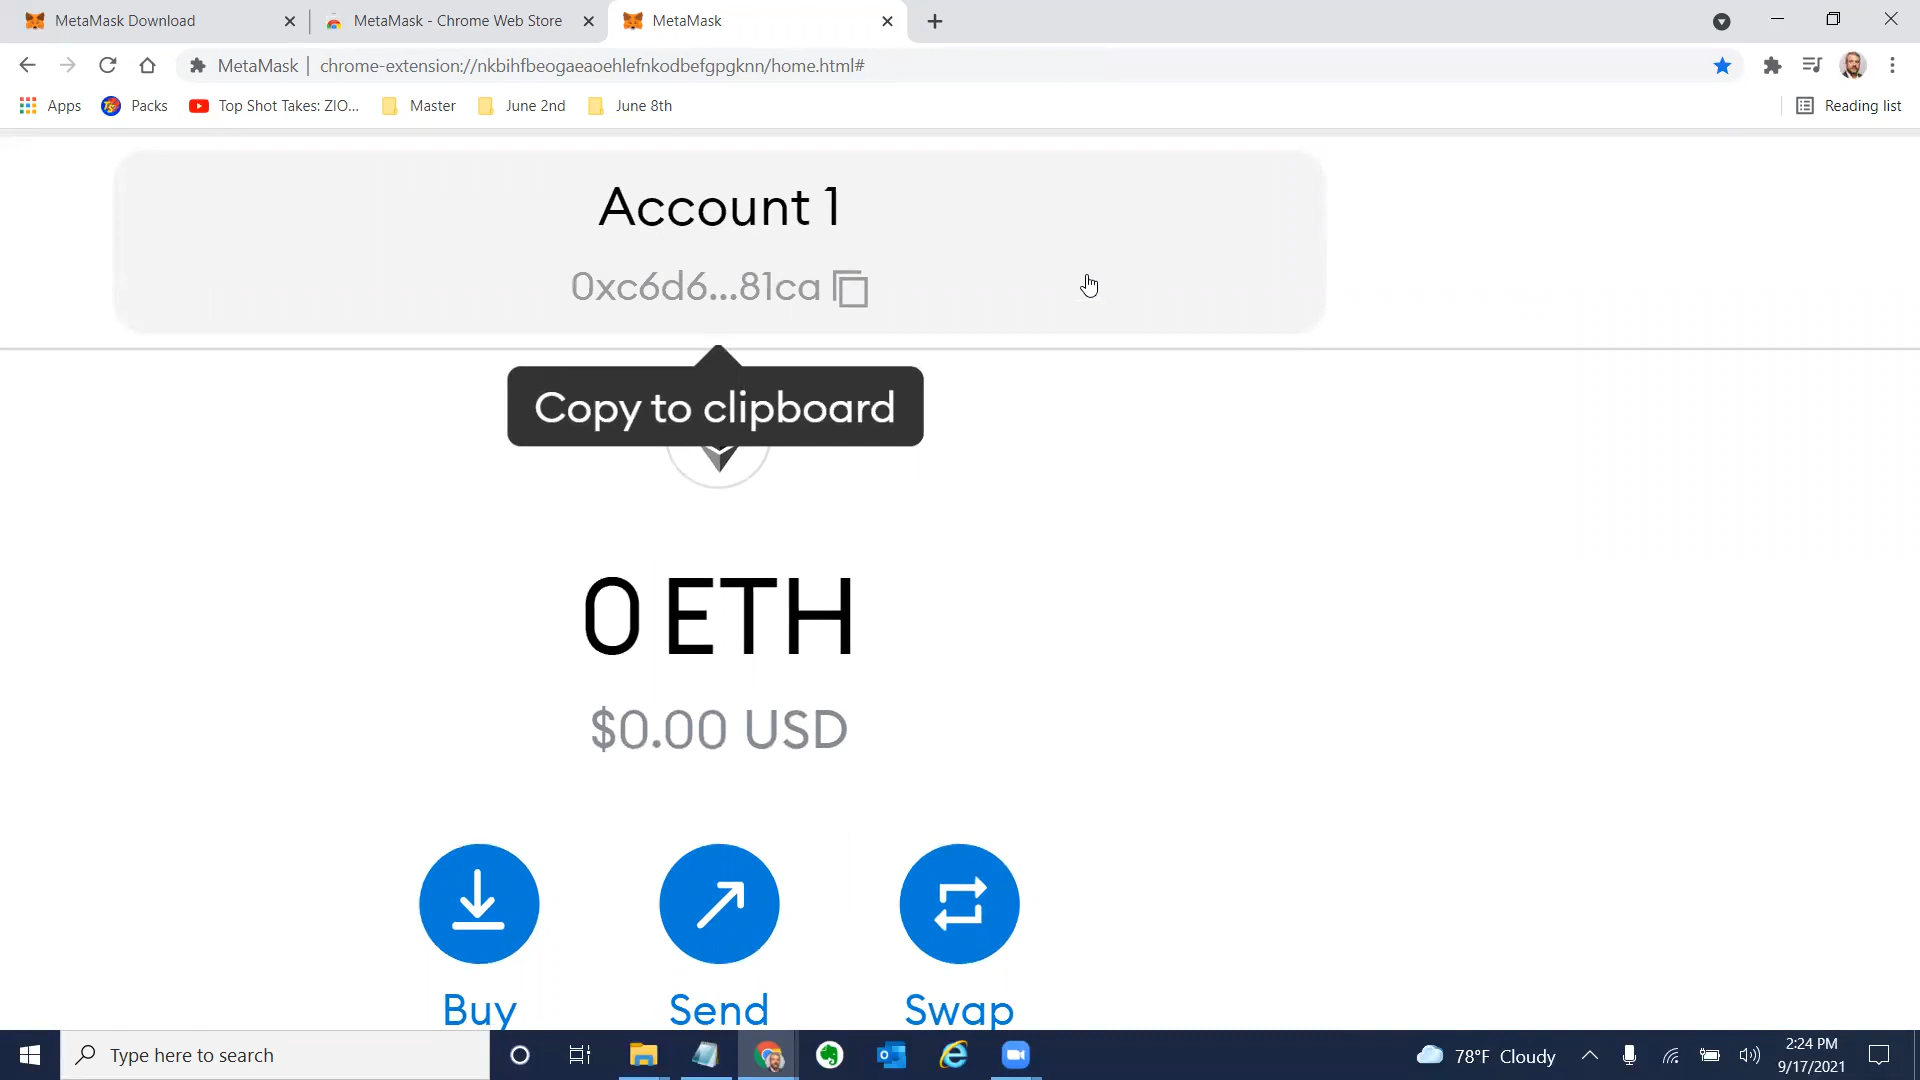 MetaMask Download
MetaMask - Chrome Web Store
MetaMask
MetaMask | chrome-extension://nkbihfbeogaeaoehlefnkodbefgpgknn/home.html#
Apps
Packs
Top Shot Takes: ZIO...
Master
June 2nd
June 8th
Reading list
Account 1
0xc6d6...81ca
Copy to clipboard
0 ETH
$0.00 USD
Buy
Send
Swap
Type here to search
78°F Cloudy
2:24 PM
9/17/2021